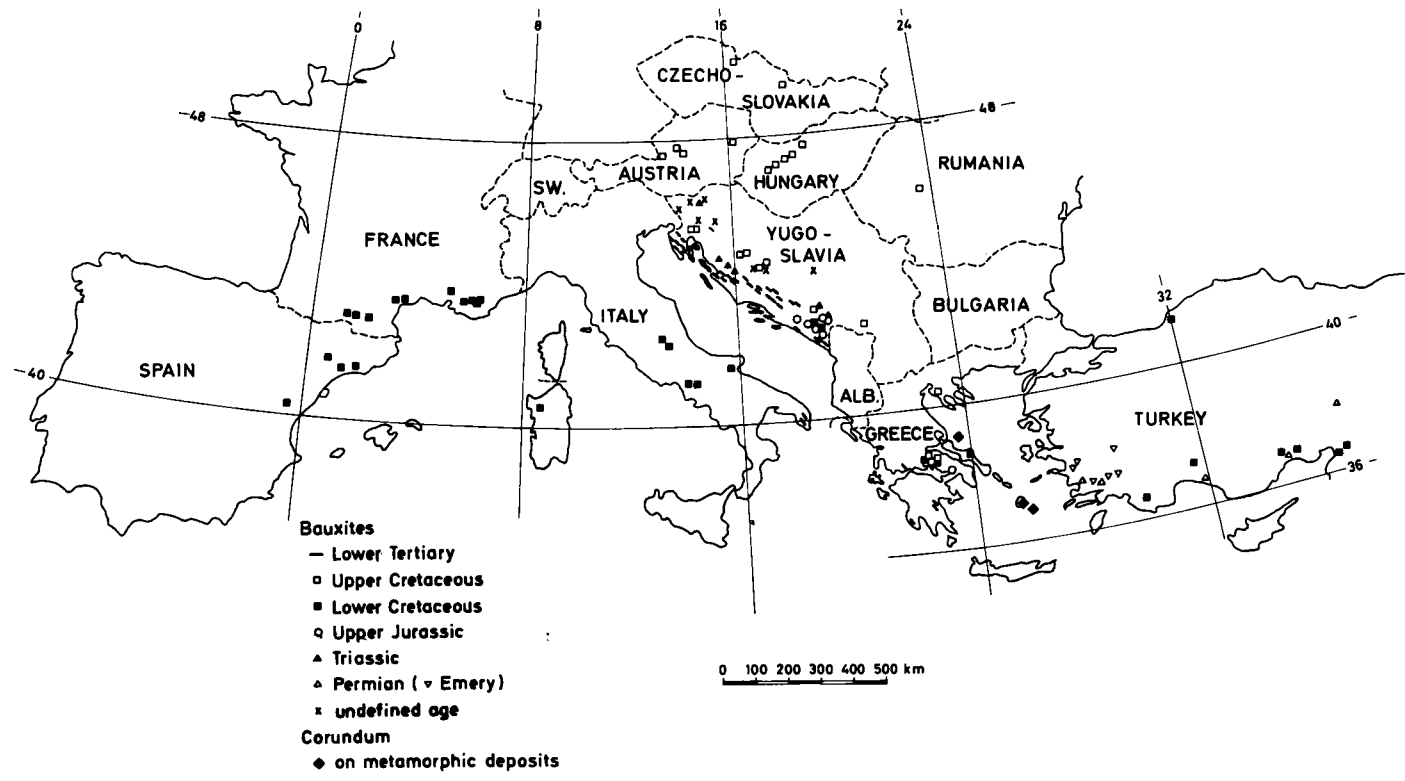 0
8
16
24
CZECHO-
SLOVAKIA
48
48
AUSTRIA
HUNGARY
RUMANIA
SW.
FRANCE
YUGO-
SLAVIA
BULGARIA
32
40
ITALY
SPAIN
40
ALB.
GREECE
TURKEY
36
Bauxites
Lower Tertiary
Upper Cretaceous
Lower Cretaceous
Upper Jurassic
Triassic
Permian (▿ Emery)
undefined age
Corundum
on metamorphic deposits
0 100 200 300 400 500 km